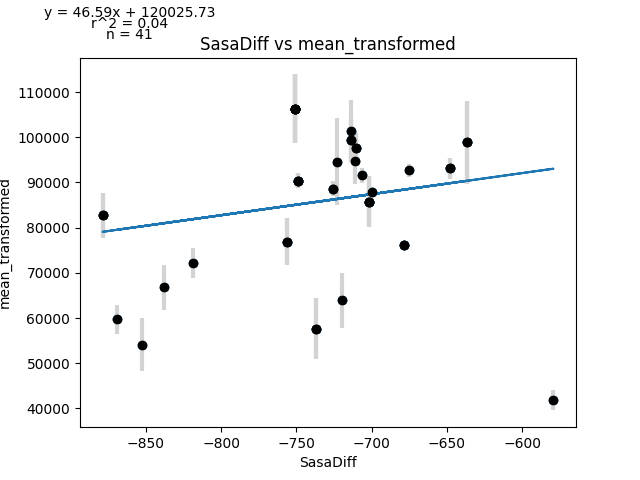 y = 46.59x + 120025.73
r^2 = 0.04
n = 41
SasaDiff vs mean_transformed
110000
100000
90000
80000
70000
60000
50000
40000
mean_transformed
−850
−800
−750
−700
−650
−600
SasaDiff